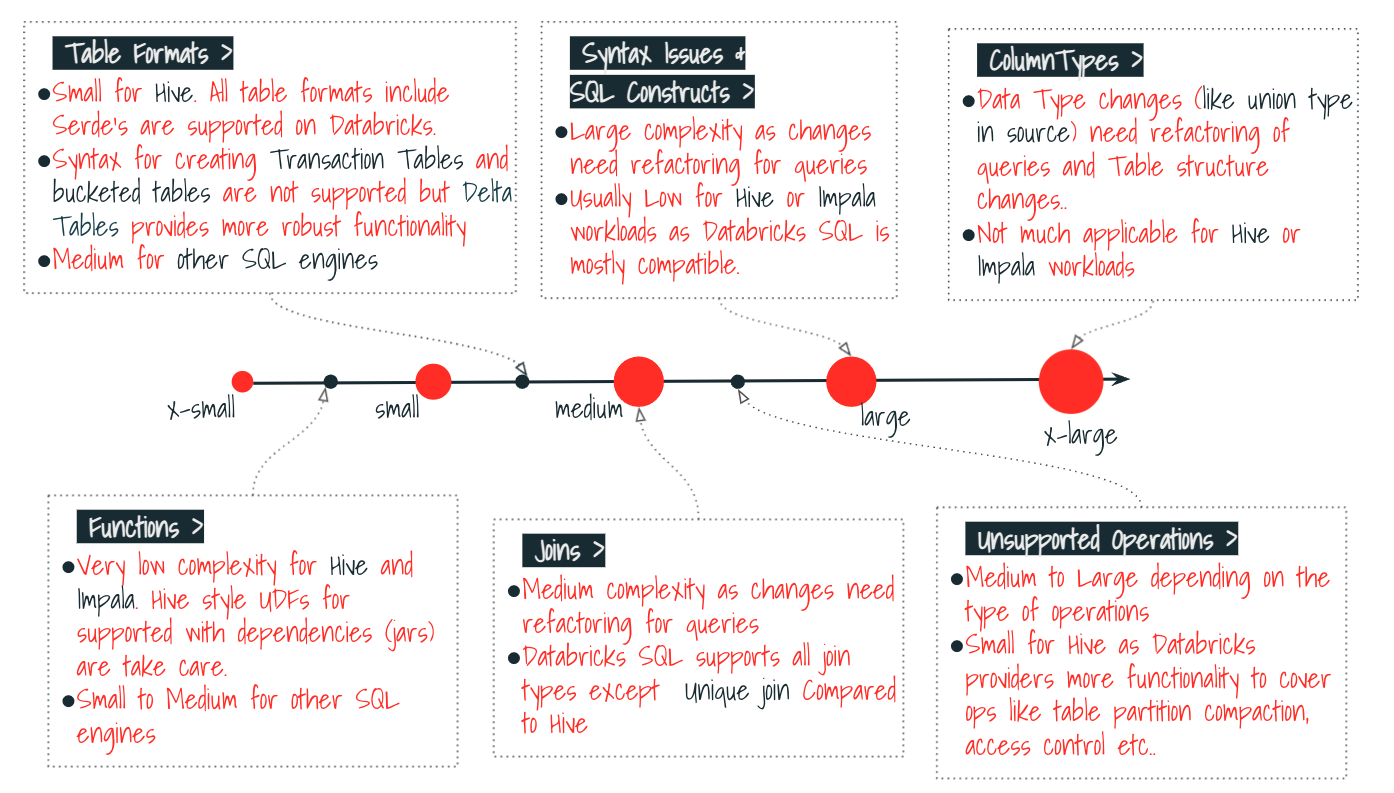 Table Formats >
●Small for Hive. All table formats include
Serde's are supported on Databricks.
●Syntax for creating Transaction Tables and
bucketed tables are not supported but Delta
Tables provides more robust functionality
●Medium for other SQL engines
Syntax Issues &
SQL Constructs >
●Large complexity as changes
need refactoring for queries
●Usually Low for Hive or Impala
workloads as Databricks SQL is
mostly compatible.
ColumnTypes >
●Data Type changes (like union type
in source) need refactoring of
queries and Table structure
changes..
●Not much applicable for Hive or
Impala workloads
x-small
small
medium
large
x-large
Functions >
●Very low complexity for Hive and
Impala. Hive style UDFs for
supported with dependencies (jars)
are take care.
●Small to Medium for other SQL
engines
Joins >
●Medium complexity as changes need
refactoring for queries
●Databricks SQL supports all join
types except Unique join Compared
to Hive
Unsupported Operations >
●Medium to Large depending on the
type of operations
●Small for Hive as Databricks
providers more functionality to cover
ops like table partition compaction,
access control etc..